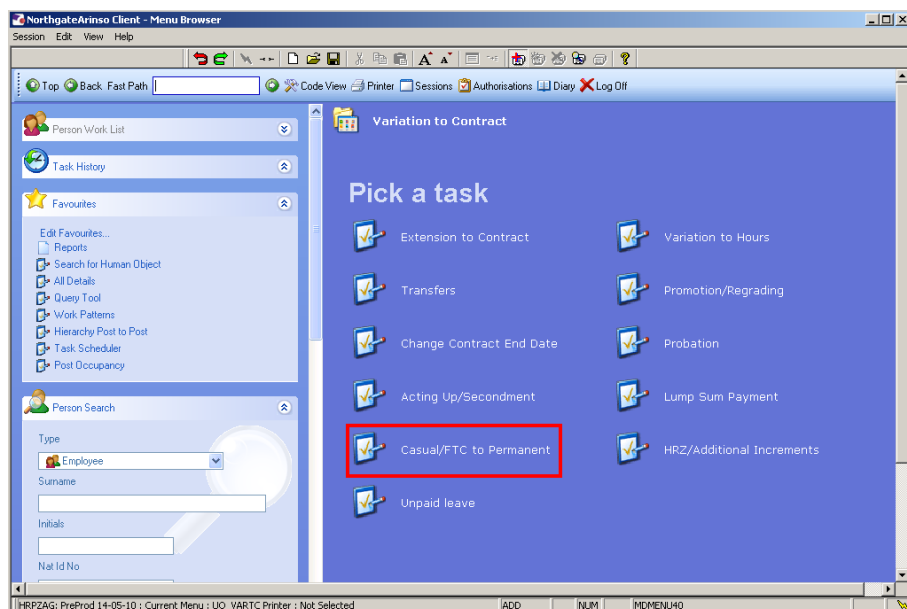 NorthgateArinso Client - Menu Browser
Session Edit View Help
Top Back Fast Path Code View Printer Sessions Authorisations Diary Log Off
Person Work List
Task History
Favourites
Edit Favourites...
Reports
Search for Human Object
All Details
Query Tool
Work Patterns
Hierarchy Post to Post
Task Scheduler
Post Occupancy
Person Search
Type
Employee
Surname
Initials
Nat Id No
Variation to Contract
Pick a task
Extension to Contract Variation to Hours
Transfers Promotion/Regrading
Change Contract End Date Probation
Acting Up/Secondment Lump Sum Payment
Casual/FTC to Permanent HRZ/Additional Increments
Unpaid leave
HRPZAG: PreProd 14-05-10 : Current Menu : UO_VARTC Printer : Not Selected ADD NUM MDMENU40